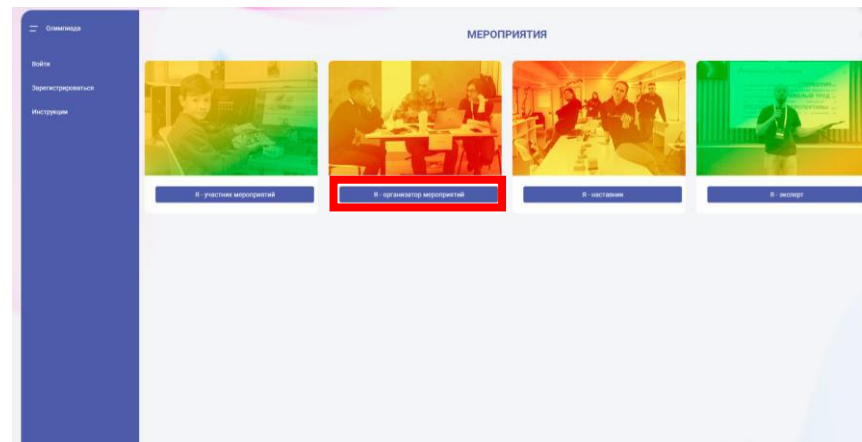 Олимпиада
МЕРОПРИЯТИЯ
Войти
Зарегистрироваться
Инструкции
Я - участник мероприятий
Я - организатор мероприятий
Я - наставник
Я - эксперт